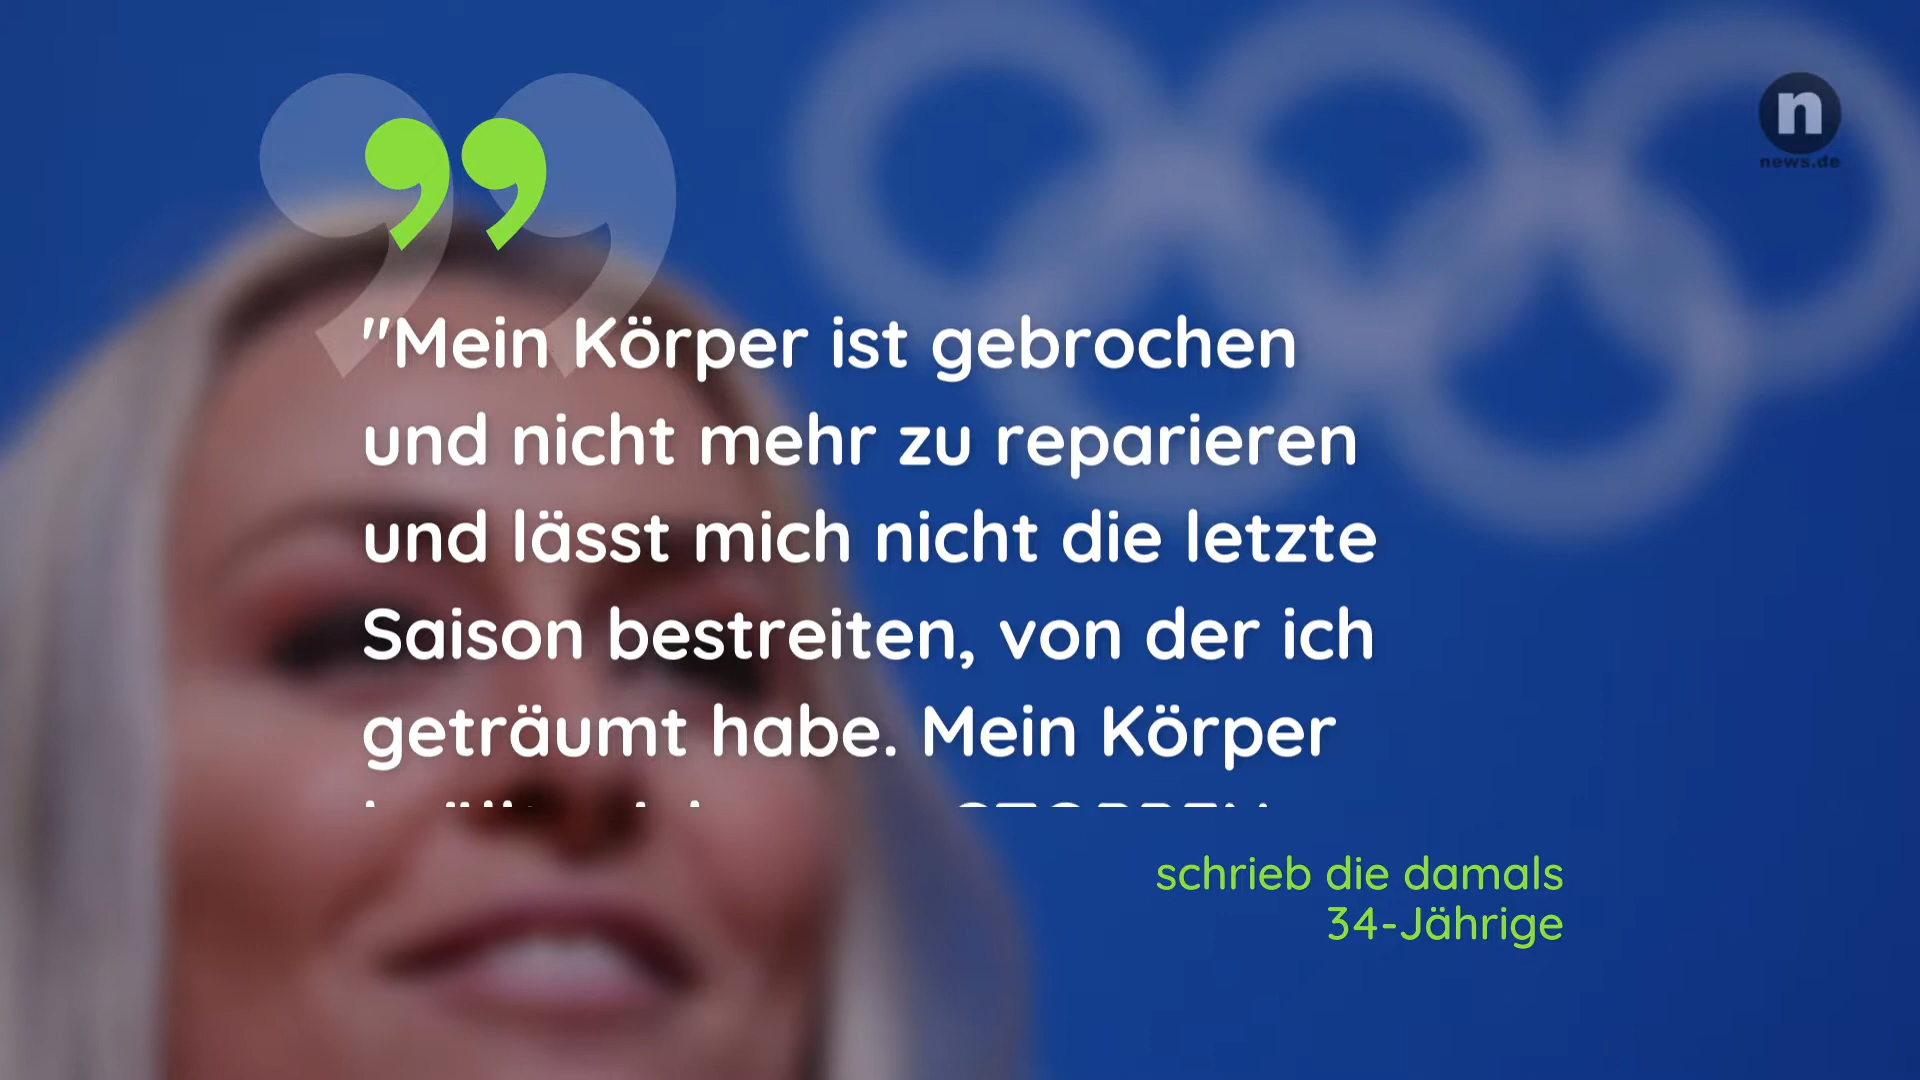 "Mein Körper ist gebrochen
und nicht mehr zu reparieren
und lässt mich nicht die letzte
Saison bestreiten, von der ich
geträumt habe. Mein Körper
schrieb die damals
34-Jährige
n
news.de